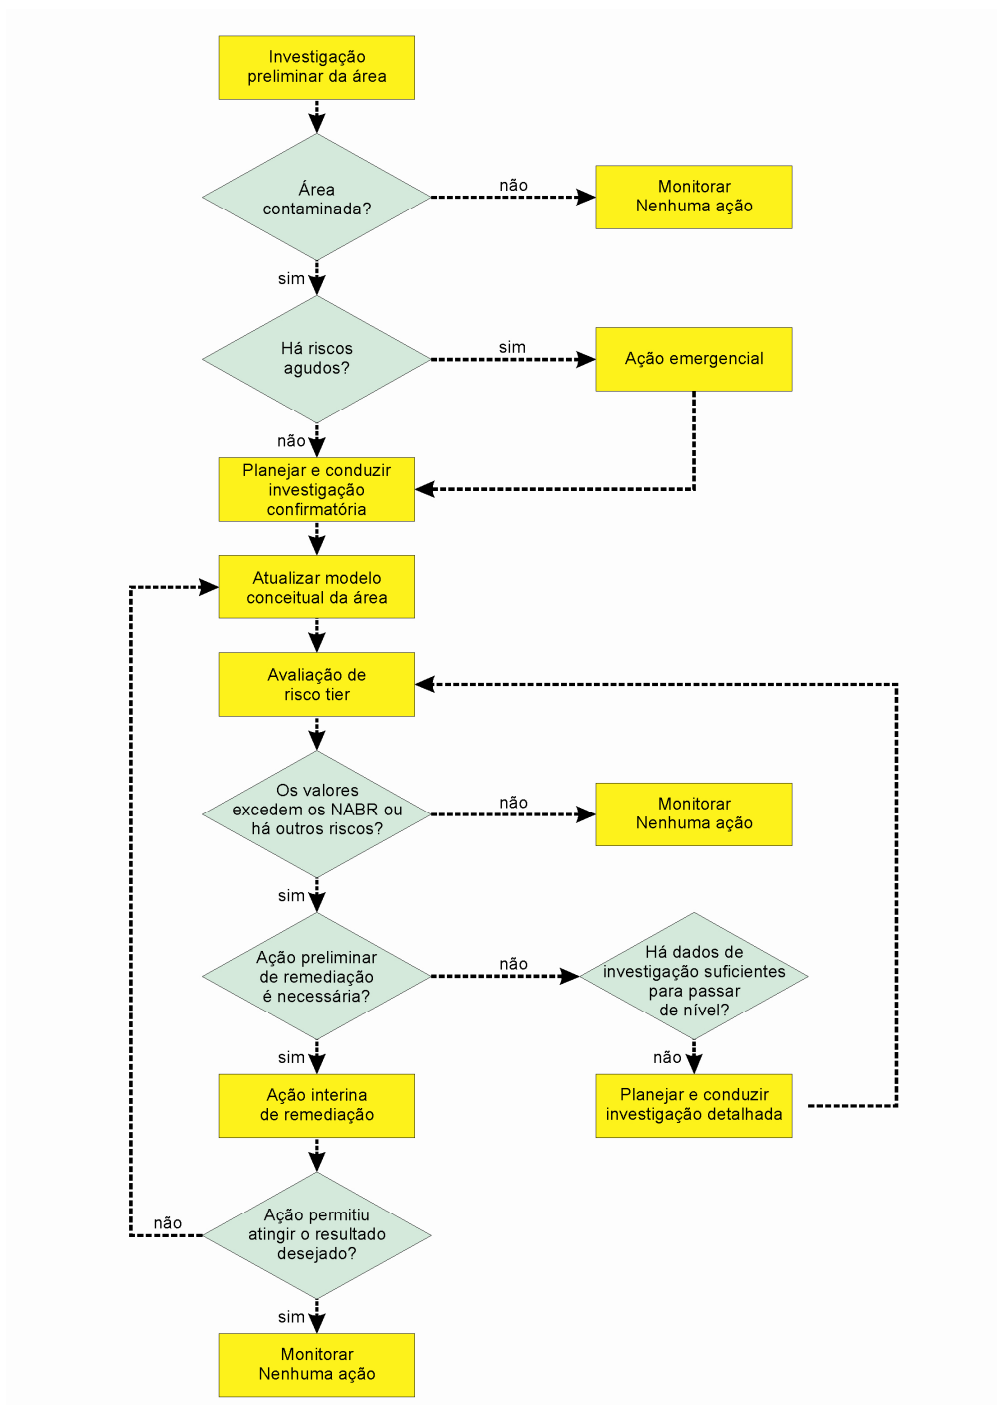 Investigação
preliminar da área
Área
contaminada?
não
Monitorar
Nenhuma ação
sim
Há riscos
agudos?
sim
Ação emergencial
não
Planejar e conduzir
investigação
confirmatória
Atualizar modelo
conceitual da área
Avaliação de
risco tier
Os valores
excedem os NABR ou
há outros riscos?
não
Monitorar
Nenhuma ação
sim
Ação preliminar
de remediação
é necessária?
não
Há dados de
investigação suficientes
para passar
de nível?
sim
não
Ação interina
de remediação
Planejar e conduzir
investigação detalhada
Ação permitiu
atingir o resultado
desejado?
não
sim
Monitorar
Nenhuma ação